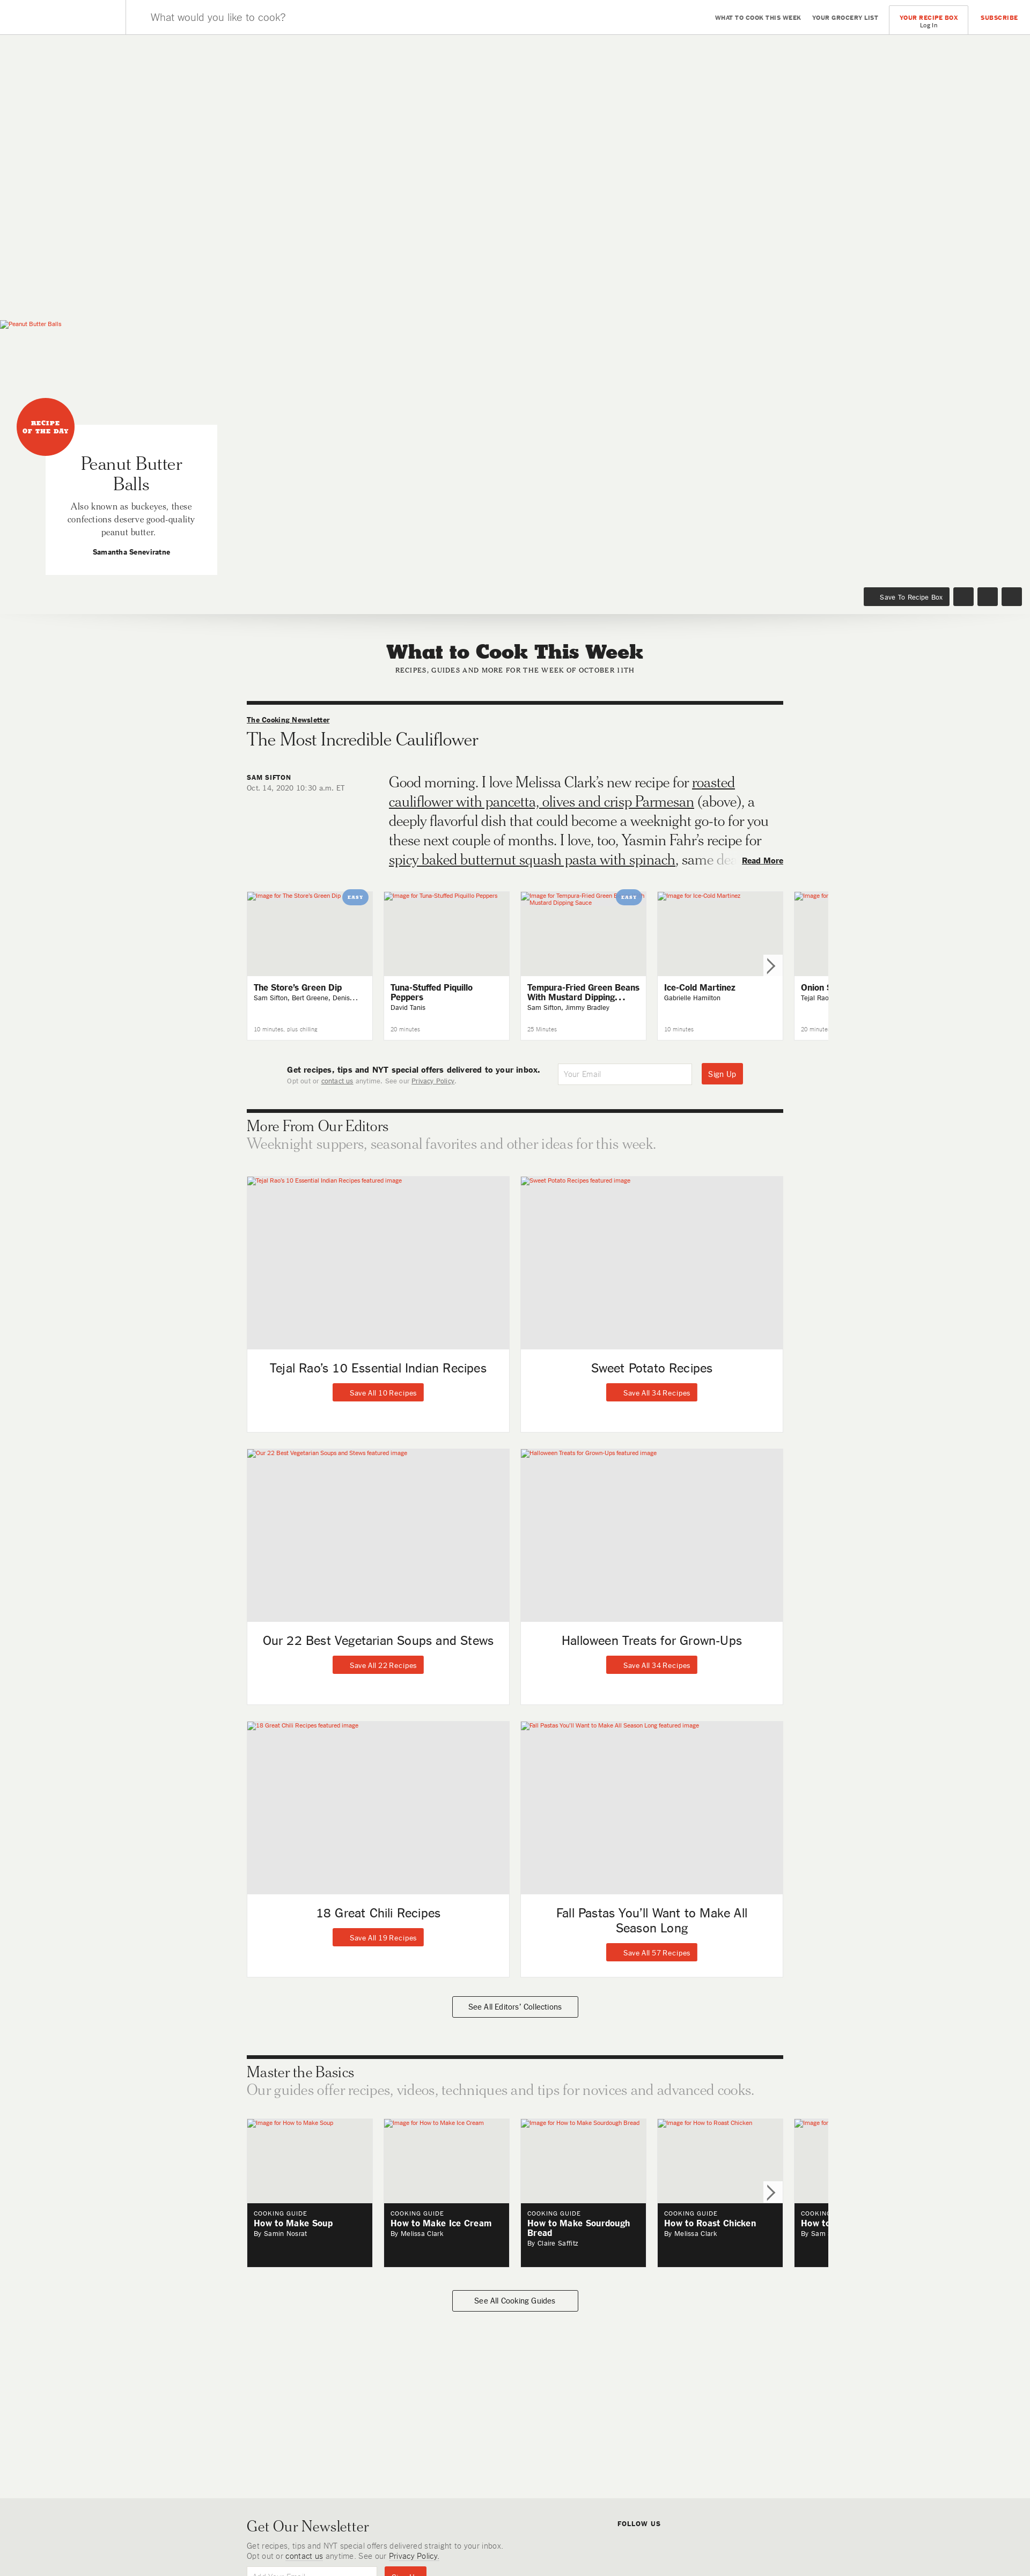 What would you like to cook?
WHAT TO COOK THIS WEEK
YOUR GROCERY LIST
YOUR RECIPE BOX
Log In
SUBSCRIBE
Peanut Butter Balls
RECIPE
OF THE DAY
Peanut Butter
Balls
Also known as buckeyes, these
confections deserve good-quality
peanut butter.
Samantha Seneviratne
Save To Recipe Box
What to Cook This Week
RECIPES, GUIDES AND MORE FOR THE WEEK OF OCTOBER 11TH
The Cooking Newsletter
The Most Incredible Cauliflower
SAM SIFTON
Oct. 14, 2020 10:30 a.m. ET
Good morning. I love Melissa Clark’s new recipe for roasted
cauliflower with pancetta, olives and crisp Parmesan (above), a
deeply flavorful dish that could become a weeknight go-to for you
these next couple of months. I love, too, Yasmin Fahr’s recipe for
spicy baked butternut squash pasta with spinach, same
Read More
Image for The Store’s Green Dip
EASY
The Store’s Green Dip
Sam Sifton, Bert Greene, Denis…
10 minutes, plus chilling
Image for Tuna-Stuffed Piquillo Peppers
Tuna-Stuffed Piquillo
Peppers
David Tanis
20 minutes
Image for Tempura-Fried Green
Mustard Dipping Sauce
EASY
Tempura-Fried Green Beans
With Mustard Dipping…
Sam Sifton, Jimmy Bradley
25 Minutes
Image for Ice-Cold Martinez
Ice-Cold Martinez
Gabrielle Hamilton
10 minutes
Image for
Onion
Tejal Rao
20 minutes
Get recipes, tips and NYT special offers delivered to your inbox.
Opt out or contact us anytime. See our Privacy Policy.
Your Email
Sign Up
More From Our Editors
Weeknight suppers, seasonal favorites and other ideas for this week.
Tejal Rao’s 10 Essential Indian Recipes featured image
Tejal Rao’s 10 Essential Indian Recipes
Save All 10 Recipes
Sweet Potato Recipes featured image
Sweet Potato Recipes
Save All 34 Recipes
Our 22 Best Vegetarian Soups and Stews featured image
Our 22 Best Vegetarian Soups and Stews
Save All 22 Recipes
Halloween Treats for Grown-Ups featured image
Halloween Treats for Grown-Ups
Save All 34 Recipes
18 Great Chili Recipes featured image
18 Great Chili Recipes
Save All 19 Recipes
Fall Pastas You’ll Want to Make All Season Long featured image
Fall Pastas You’ll Want to Make All
Season Long
Save All 57 Recipes
See All Editors’ Collections
Master the Basics
Our guides offer recipes, videos, techniques and tips for novices and advanced cooks.
Image for How to Make Soup
COOKING GUIDE
How to Make Soup
By Samin Nosrat
Image for How to Make Ice Cream
COOKING GUIDE
How to Make Ice Cream
By Melissa Clark
Image for How to Make Sourdough Bread
COOKING GUIDE
How to Make Sourdough
Bread
By Claire Saffitz
Image for How to Roast Chicken
COOKING GUIDE
How to Roast Chicken
By Melissa Clark
Image for
COOKING
How to
By Sam
See All Cooking Guides
Get Our Newsletter
Get recipes, tips and NYT special offers delivered straight to your inbox.
Opt out or contact us anytime. See our Privacy Policy.
FOLLOW US